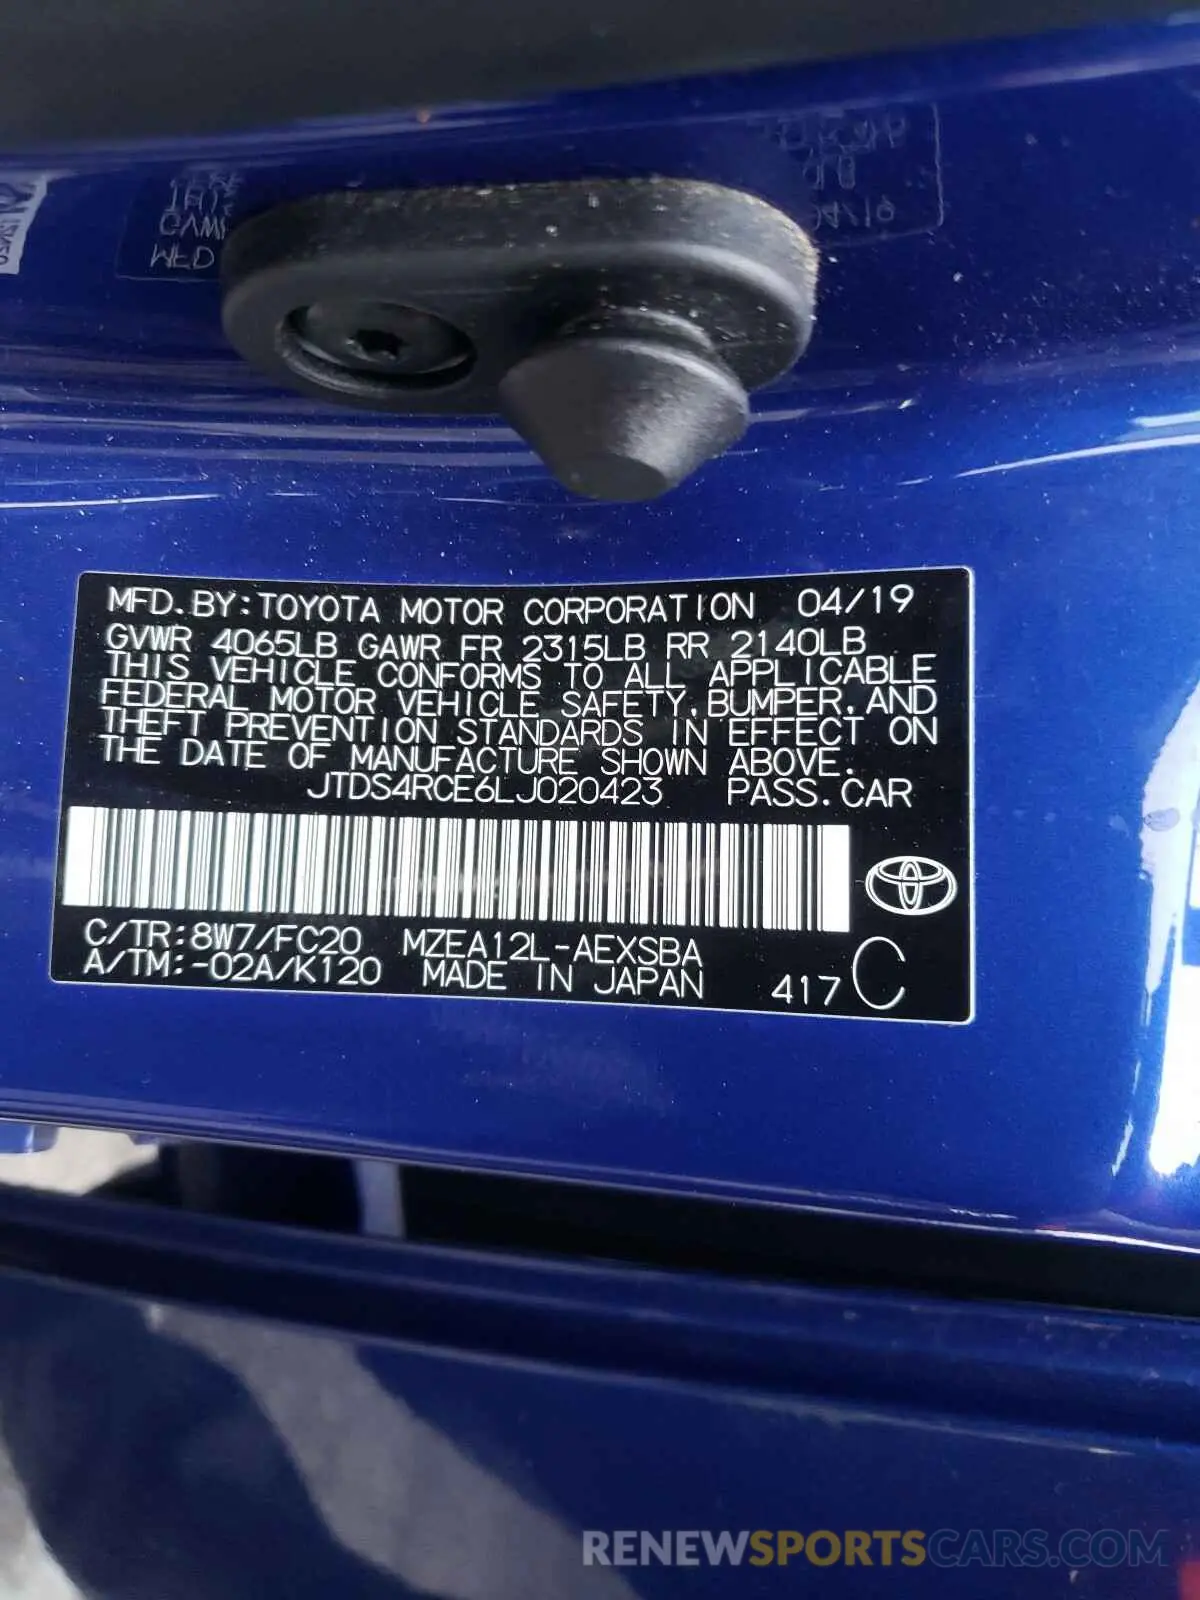 MFD.BY:TOYOTA MOTOR CORPORATION 04/19
GVWR 4065LB GAWR FR 2315LB RR 2140LB
THIS VEHICLE CONFORMS TO ALL APPLICABLE
FEDERAL MOTOR VEHICLE SAFETY, BUMPER, AND
THEFT PREVENTION STANDARDS IN EFFECT ON
THE DATE OF MANUFACTURE SHOWN ABOVE.
JTDS4RCE6LJ020423 PASS.CAR
C/TR:8W7/FC20 MZEA12L-AEXSBA
A/TM:-02A/K120 MADE IN JAPAN 417 C
RENEWSPORTSCARS.COM